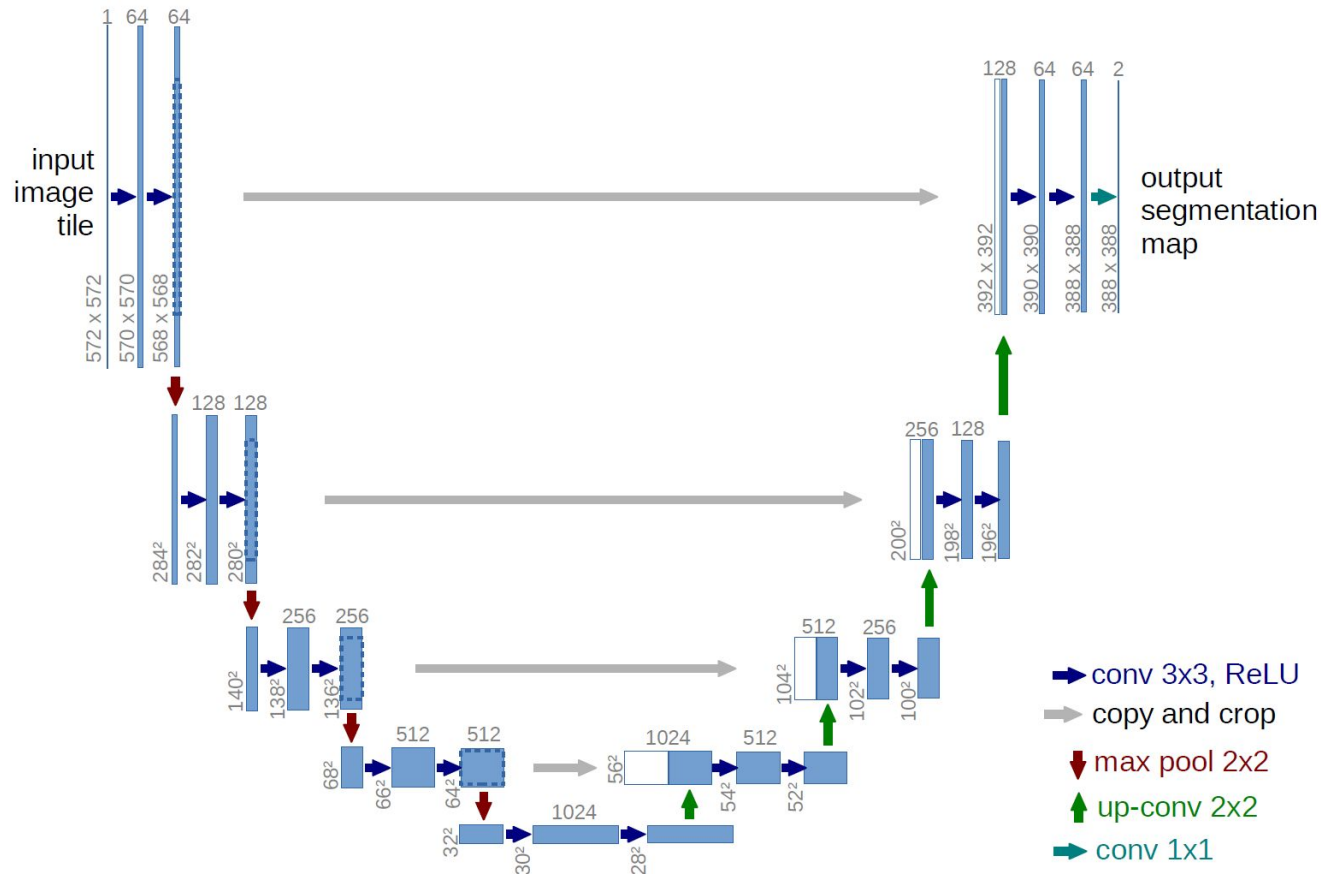 1 64 64
128 64 64 2
input
image
tile
output
segmentation
map
572 x 572
570 x 570
568 x 568
392 x 392
390 x 390
388 x 388
388 x 388
128 128
256 128
284²
282²
280²
200²
198²
196²
256 256
512 256
140²
138²
136²
104²
102²
100²
512 512
1024 512
68²
66²
64²
56²
54²
52²
1024
32²
30²
28²
conv 3x3, ReLU
copy and crop
max pool 2x2
up-conv 2x2
conv 1x1